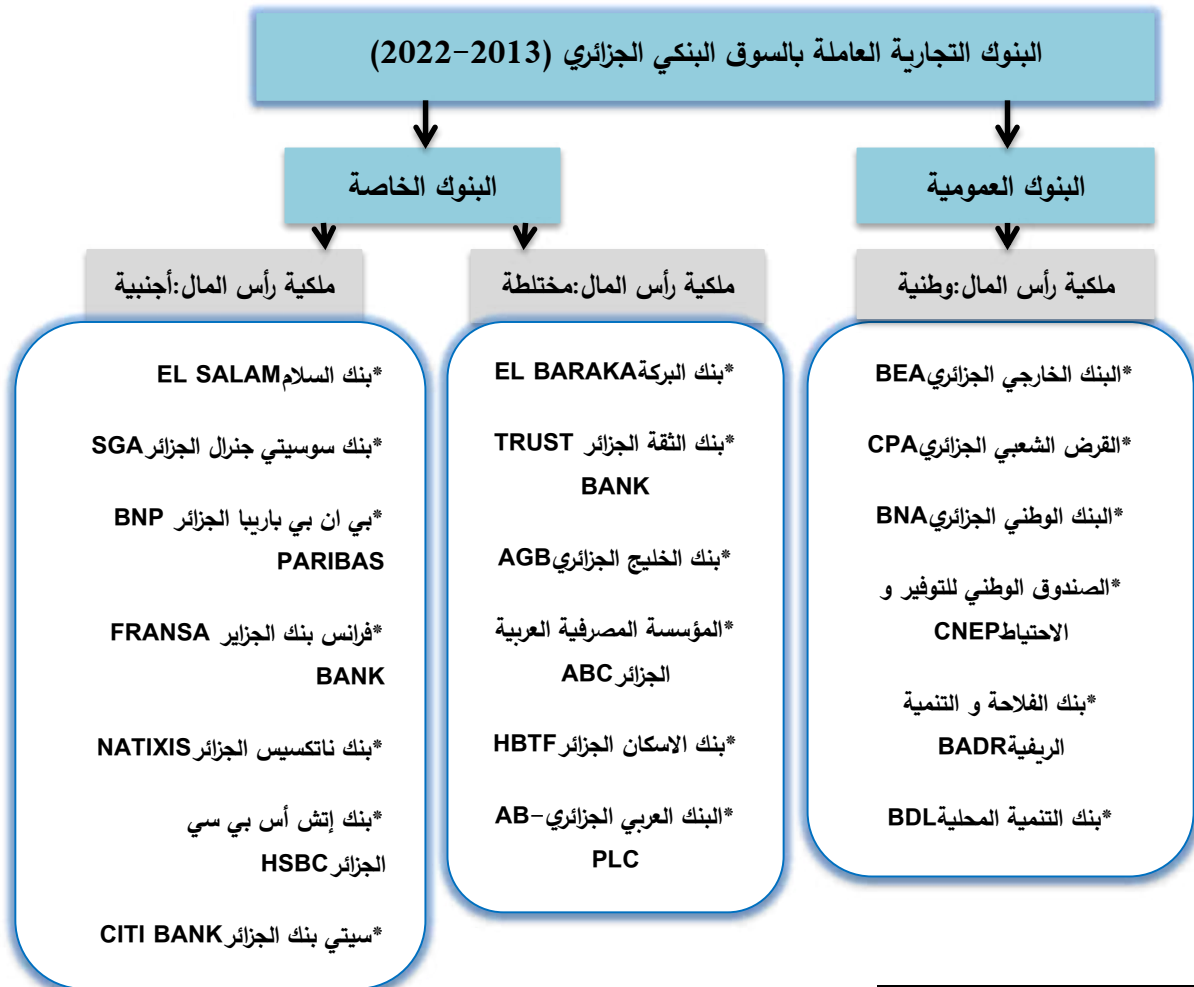 البنوك التجارية العاملة بالسوق البنكي الجزائري (2013-2022)
البنوك العمومية
البنوك الخاصة
ملكية رأس المال:وطنية
ملكية رأس المال:مختلطة
ملكية رأس المال:أجنبية
*البنك الخارجي الجزائريBEA
*القرض الشعبي الجزائريCPA
*البنك الوطني الجزائريBNA
*الصندوق الوطني للتوفير و
الاحتياطCNEP
*بنك الفلاحة و التنمية
الريفيةBADR
*بنك التنمية المحليةBDL
*بنك البركةEL BARAKA
*بنك الثقة الجزائر TRUST
BANK
*بنك الخليج الجزائريAGB
*المؤسسة المصرفية العربية
الجزائرABC
*بنك الاسكان الجزائرHBTF
*البنك العربي الجزائري-AB
PLC
*بنك السلامEL SALAM
*بنك سوسيتي جنرال الجزائرSGA
*بي ان بي باريبا الجزائر BNP
PARIBAS
*فرانس بنك الجزاير FRANSA
BANK
*بنك ناتكسيس الجزائرNATIXIS
*بنك إتش أس بي سي
الجزائرHSBC
*سيتي بنك الجزائرCITI BANK